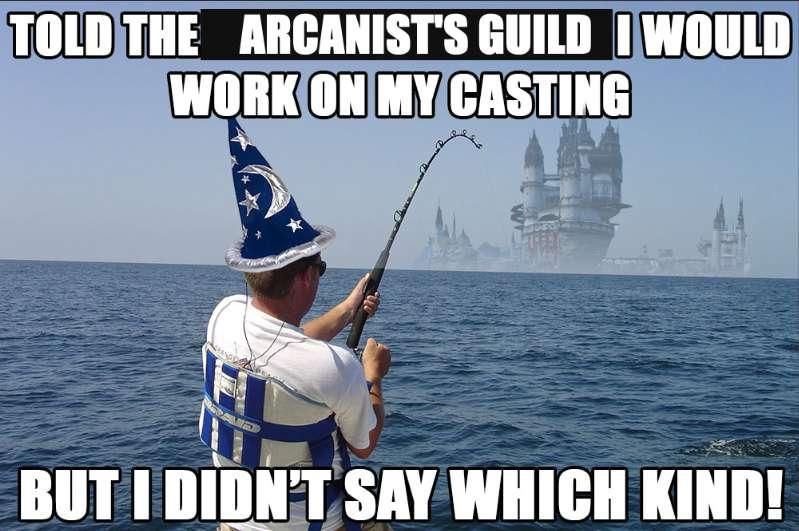 TOLD THE ARCANIST'S GUILD I WOULD
WORK ON MY CASTING
BUT I DIDN'T SAY WHICH KIND!